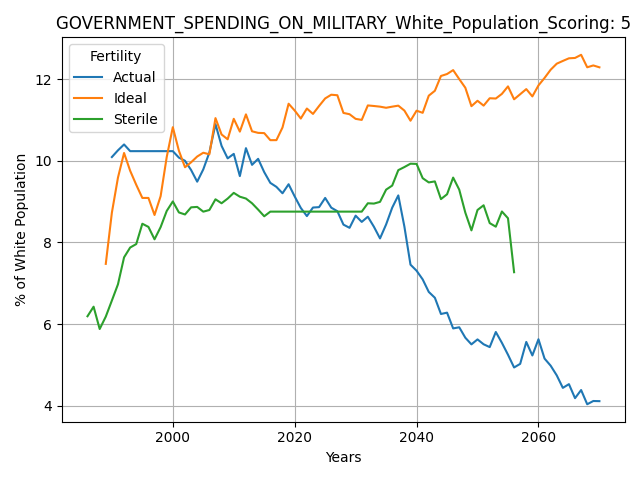 GOVERNMENT_SPENDING_ON_MILITARY_White_Population_Scoring: 5
Fertility
Actual
Ideal
Sterile
% of White Population
12
10
8
6
4
2000
2020
2040
2060
Years